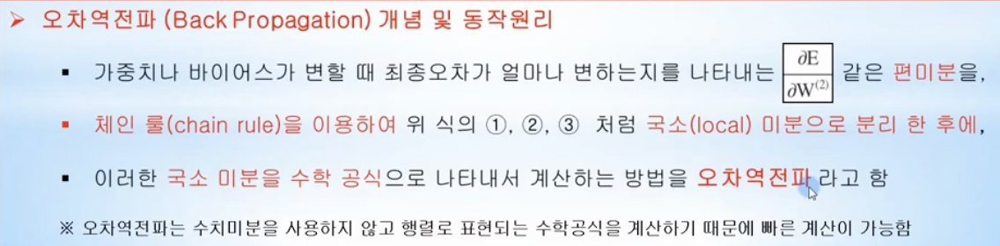 ➢ 오차역전파 (Back Propagation) 개념 및 동작원리
▪ 가중치나 바이어스가 변할 때 최종오차가 얼마나 변하는지를 나타내는 ∂E/∂W⁽²⁾ 같은 편미분을,
▪ 체인 룰(chain rule)을 이용하여 위 식의 ①, ②, ③ 처럼 국소(local) 미분으로 분리 한 후에,
▪ 이러한 국소 미분을 수학 공식으로 나타내서 계산하는 방법을 오차역전파 라고 함
※ 오차역전파는 수치미분을 사용하지 않고 행렬로 표현되는 수학공식을 계산하기 때문에 빠른 계산이 가능함